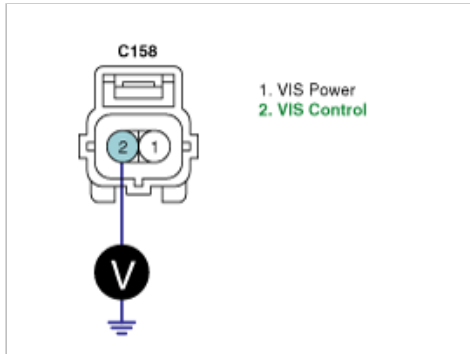 C158
1. VIS Power
2. VIS Control
2 1
V